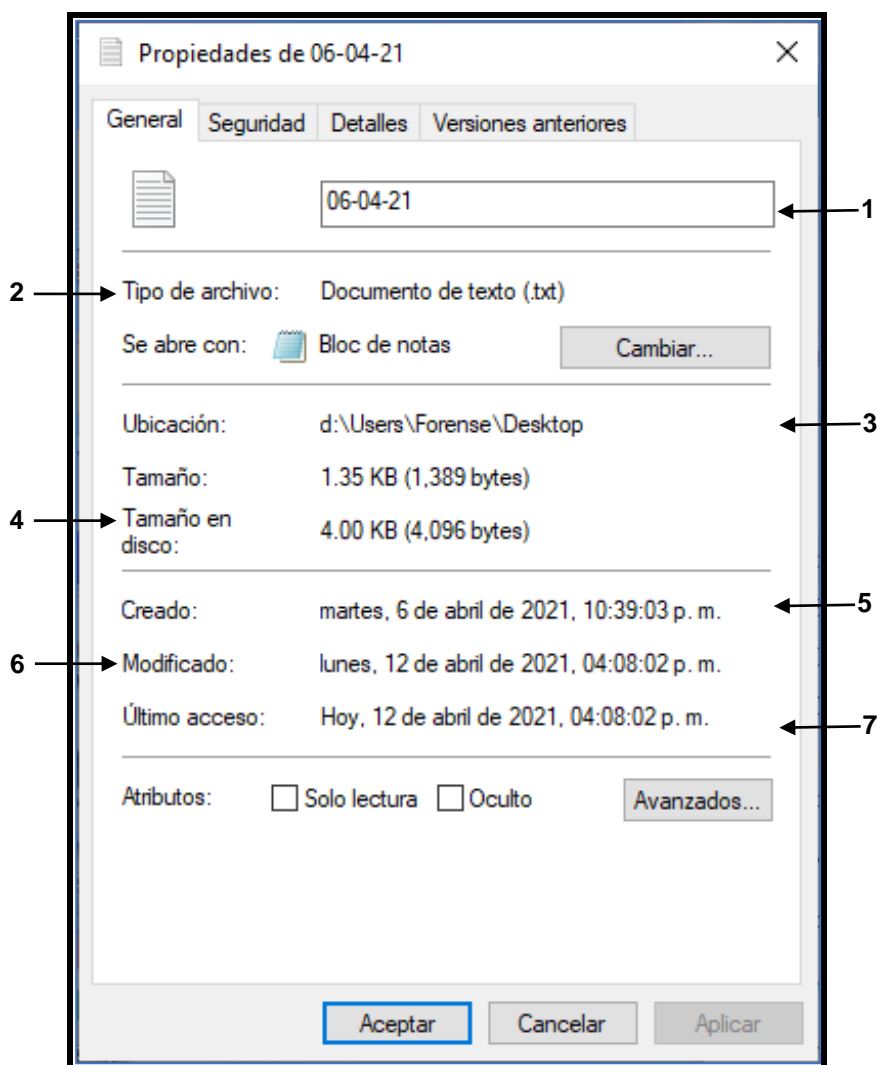 Propiedades de 06-04-21
General Seguridad Detalles Versiones anteriores
06-04-21
1
2
Tipo de archivo: Documento de texto (.txt)
Se abre con: Bloc de notas Cambiar...
Ubicación: d:\Users\Forense\Desktop
3
Tamaño: 1.35 KB (1,389 bytes)
4
Tamaño en disco: 4.00 KB (4,096 bytes)
Creado: martes, 6 de abril de 2021, 10:39:03 p. m.
5
6
Modificado: lunes, 12 de abril de 2021, 04:08:02 p. m.
Último acceso: Hoy, 12 de abril de 2021, 04:08:02 p. m.
7
Atributos: Solo lectura Oculto Avanzados...
Aceptar Cancelar Aplicar